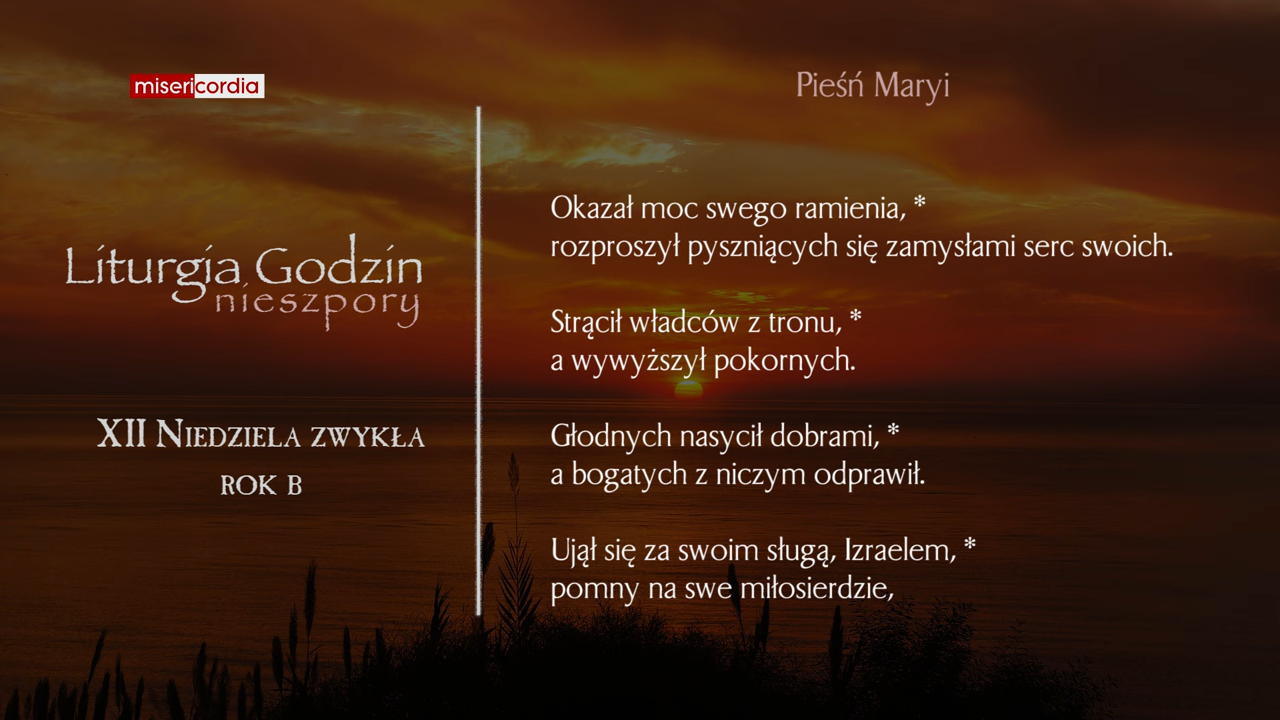 misericordia
Liturgia Godzin
nieszpory
XII Niedziela zwykła
rok B
Pieśń Maryi
Okazał moc swego ramienia, *
rozproszył pyszniących się zamysłami serc swoich.
Strącił władców z tronu, *
a wywyższył pokornych.
Głodnych nasycił dobrami, *
a bogatych z niczym odprawił.
Ujął się za swoim sługą, Izraelem, *
pomny na swe miłosierdzie,